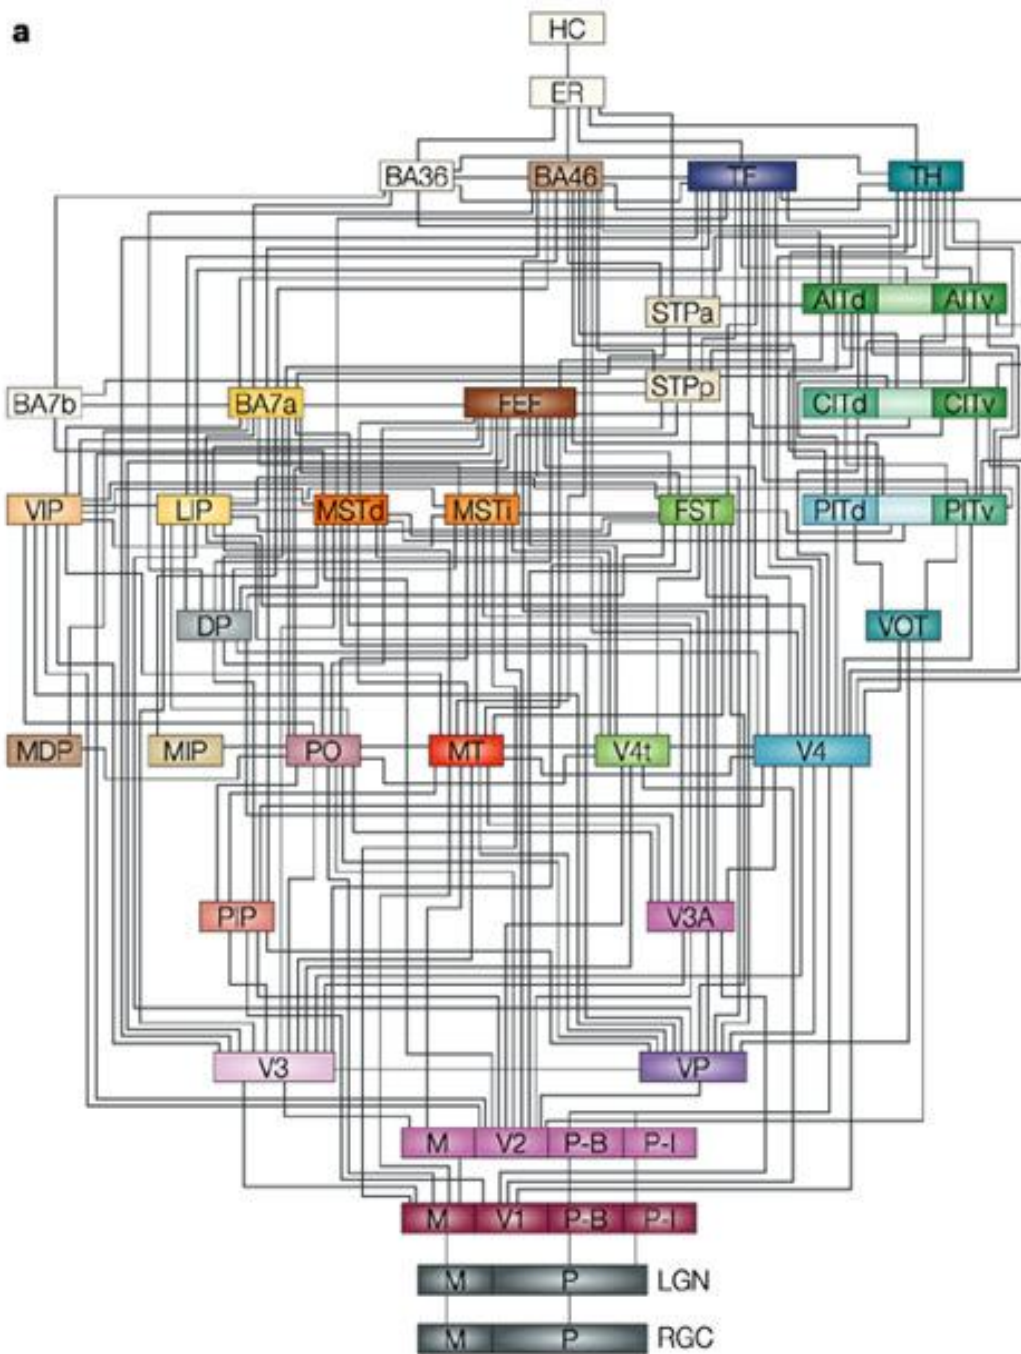 a
HC
ER
BA36 BA46 TF TH
AITd AITv
STPa
STPp
BA7b BA7a FEF CITd CITv
VIP LIP MSTd MSTi FST PITd PITv
DP VOT
MDP MIP PO MT V4t V4
PIP V3A
V3 VP
M V2 P-B P-I
M V1 P-B P-I
M P LGN
M P RGC